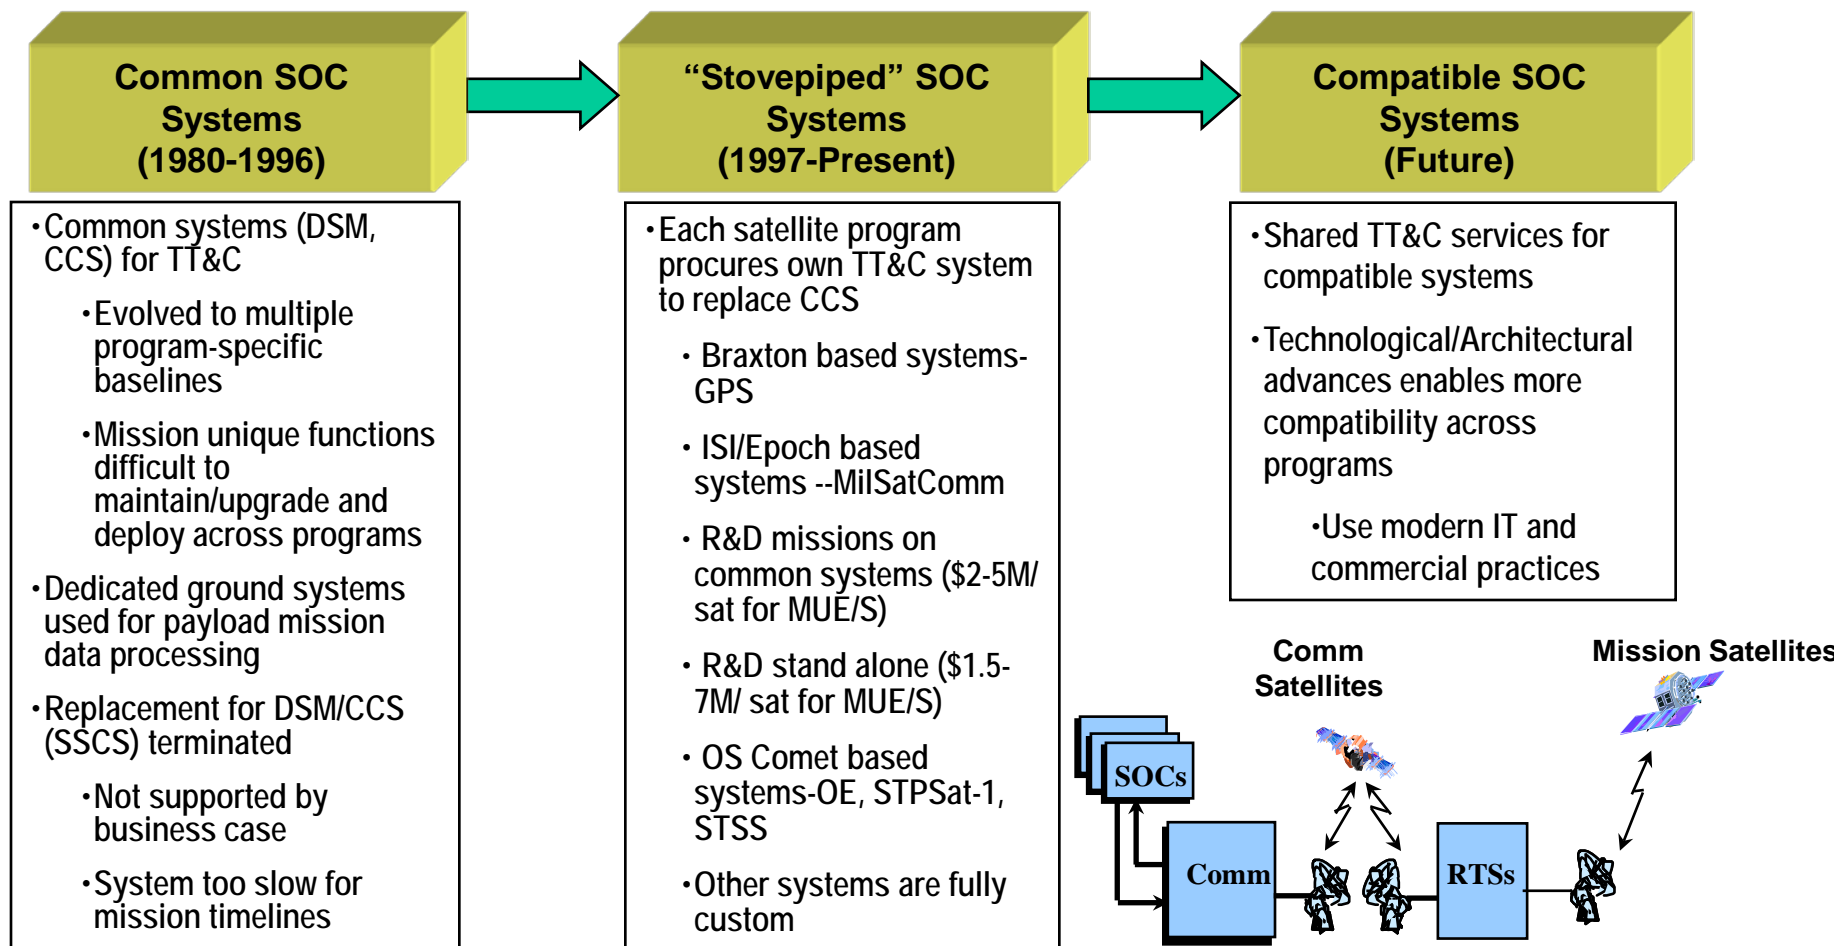 Common SOC
Systems
(1980-1996)
“Stovepiped” SOC
Systems
(1997-Present)
Compatible SOC
Systems
(Future)
•Common systems (DSM,
CCS) for TT&C
•Evolved to multiple
program-specific
baselines
•Mission unique functions
difficult to
maintain/upgrade and
deploy across programs
•Dedicated ground systems
used for payload mission
data processing
•Replacement for DSM/CCS
(SSCS) terminated
•Not supported by
business case
•System too slow for
mission timelines
•Each satellite program
procures own TT&C system
to replace CCS
• Braxton based systems-
GPS
• ISI/Epoch based
systems --MilSatComm
• R&D missions on
common systems ($2-5M/
sat for MUE/S)
• R&D stand alone ($1.5-
7M/ sat for MUE/S)
• OS Comet based
systems-OE, STPSat-1,
STSS
•Other systems are fully
custom
•Shared TT&C services for
compatible systems
•Technological/Architectural
advances enables more
compatibility across
programs
•Use modern IT and
commercial practices
Comm
Satellites
Mission Satellites
SOCs
Comm
RTSs